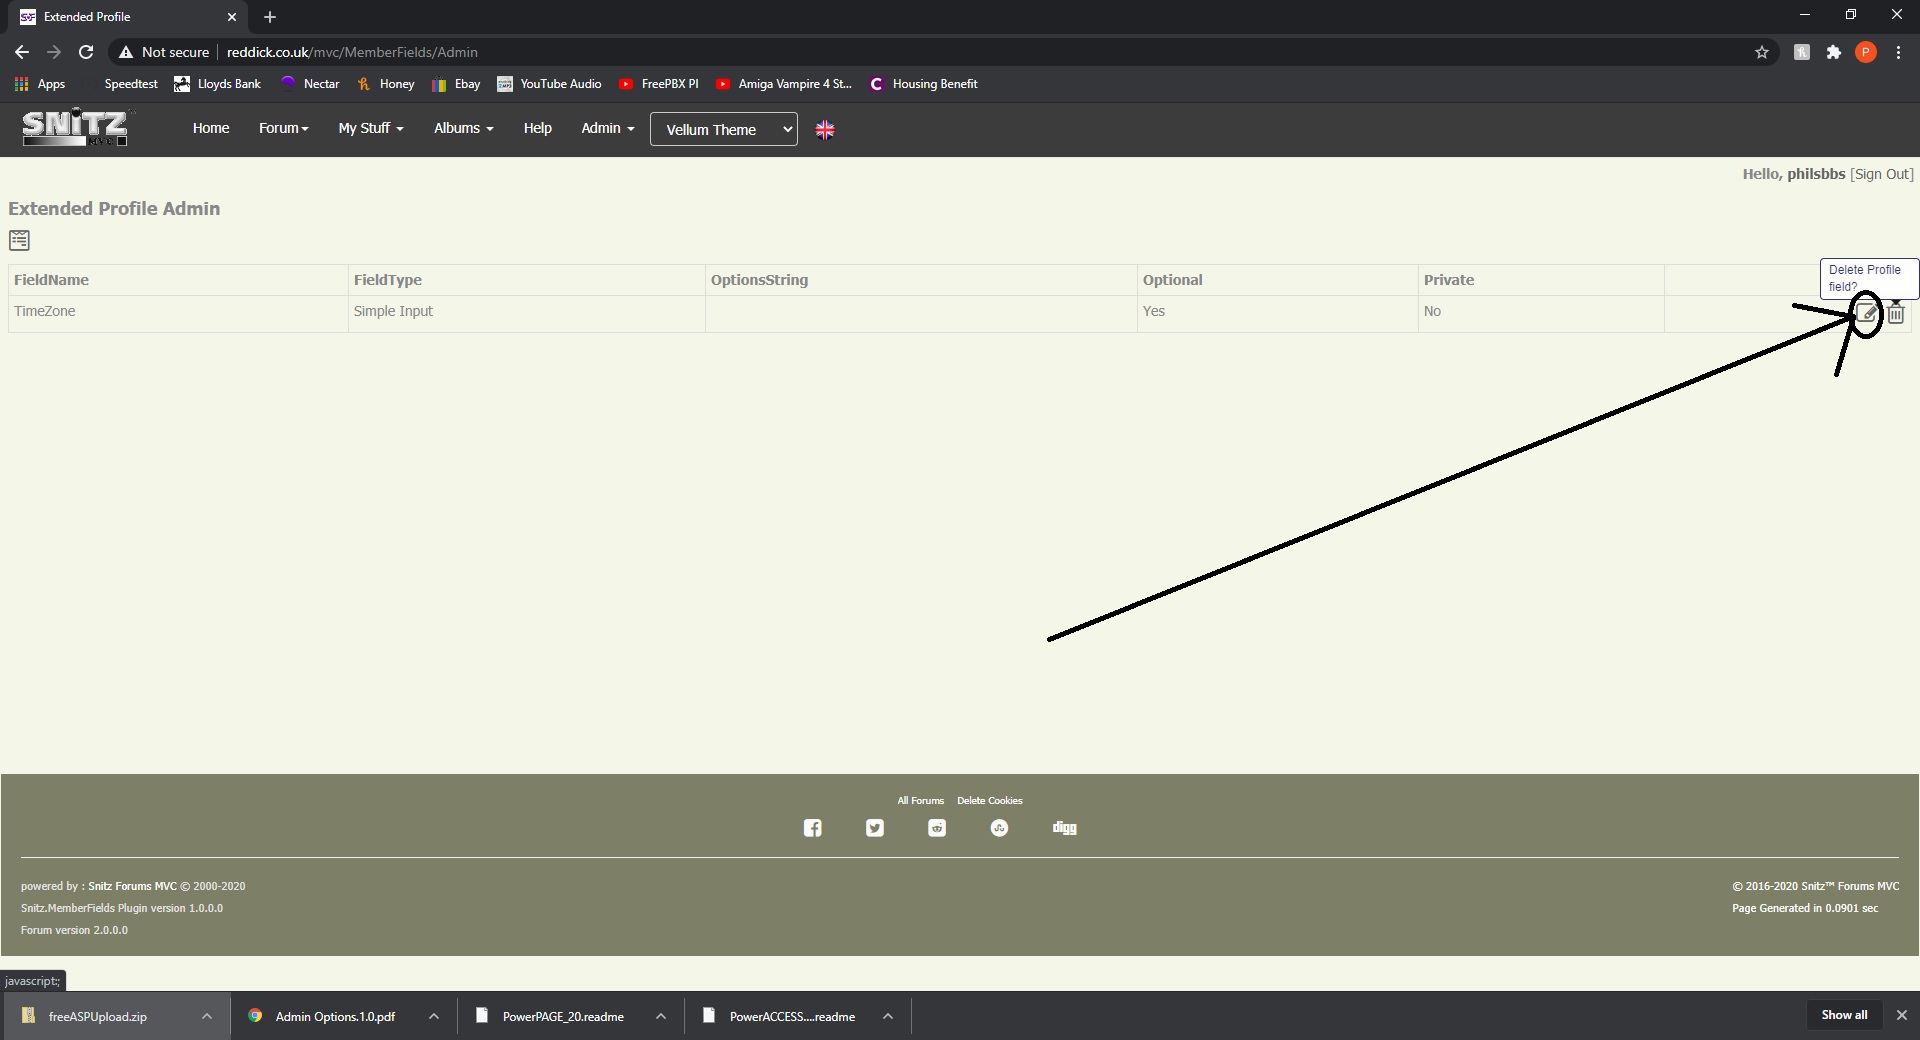 Extended Profile
Not secure reddick.co.uk/mvc/MemberFields/Admin
P
Apps Speedtest Lloyds Bank Nectar Honey Ebay YouTube Audio FreePBX PI Amiga Vampire 4 St... Housing Benefit
SNiTZ Home Forum My Stuff Albums Help Admin Vellum Theme
MVC
Hello, philsbbs [Sign Out]
Extended Profile Admin
Delete Profile
field?
FieldName FieldType OptionsString Optional Private
TimeZone Simple Input Yes No
All Forums Delete Cookies
digg
powered by : Snitz Forums MVC © 2000-2020
Snitz.MemberFields Plugin version 1.0.0.0
Forum version 2.0.0.0
© 2016-2020 Snitz™ Forums MVC
Page Generated in 0.0901 sec
javascript:;
freeASPUpload.zip Admin Options.1.0.pdf PowerPAGE_20.readme PowerACCESS....readme Show all